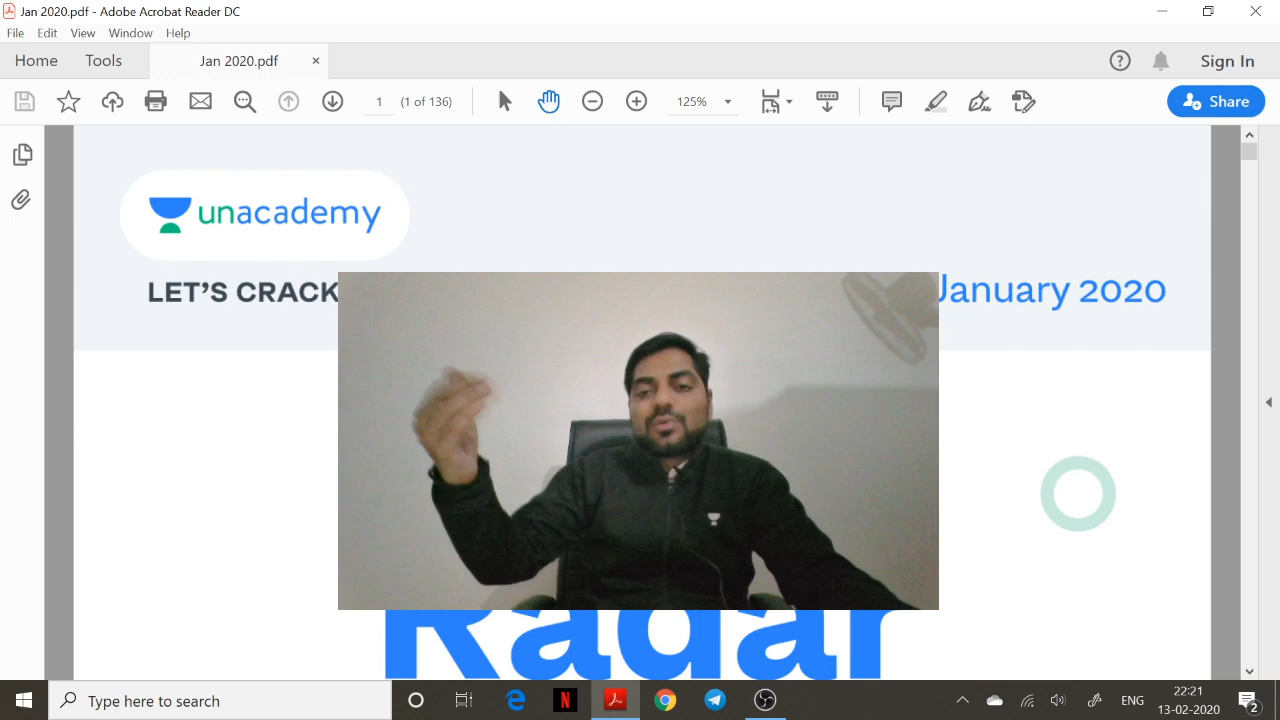 Jan 2020.pdf - Adobe Acrobat Reader DC
File Edit View Window Help
Home Tools Jan 2020.pdf × Sign In
1 (1 of 136) 125% Share
unacademy
LET'S CRACK
January 2020
Radar
Type here to search
ENG
22:21
13-02-2020
2